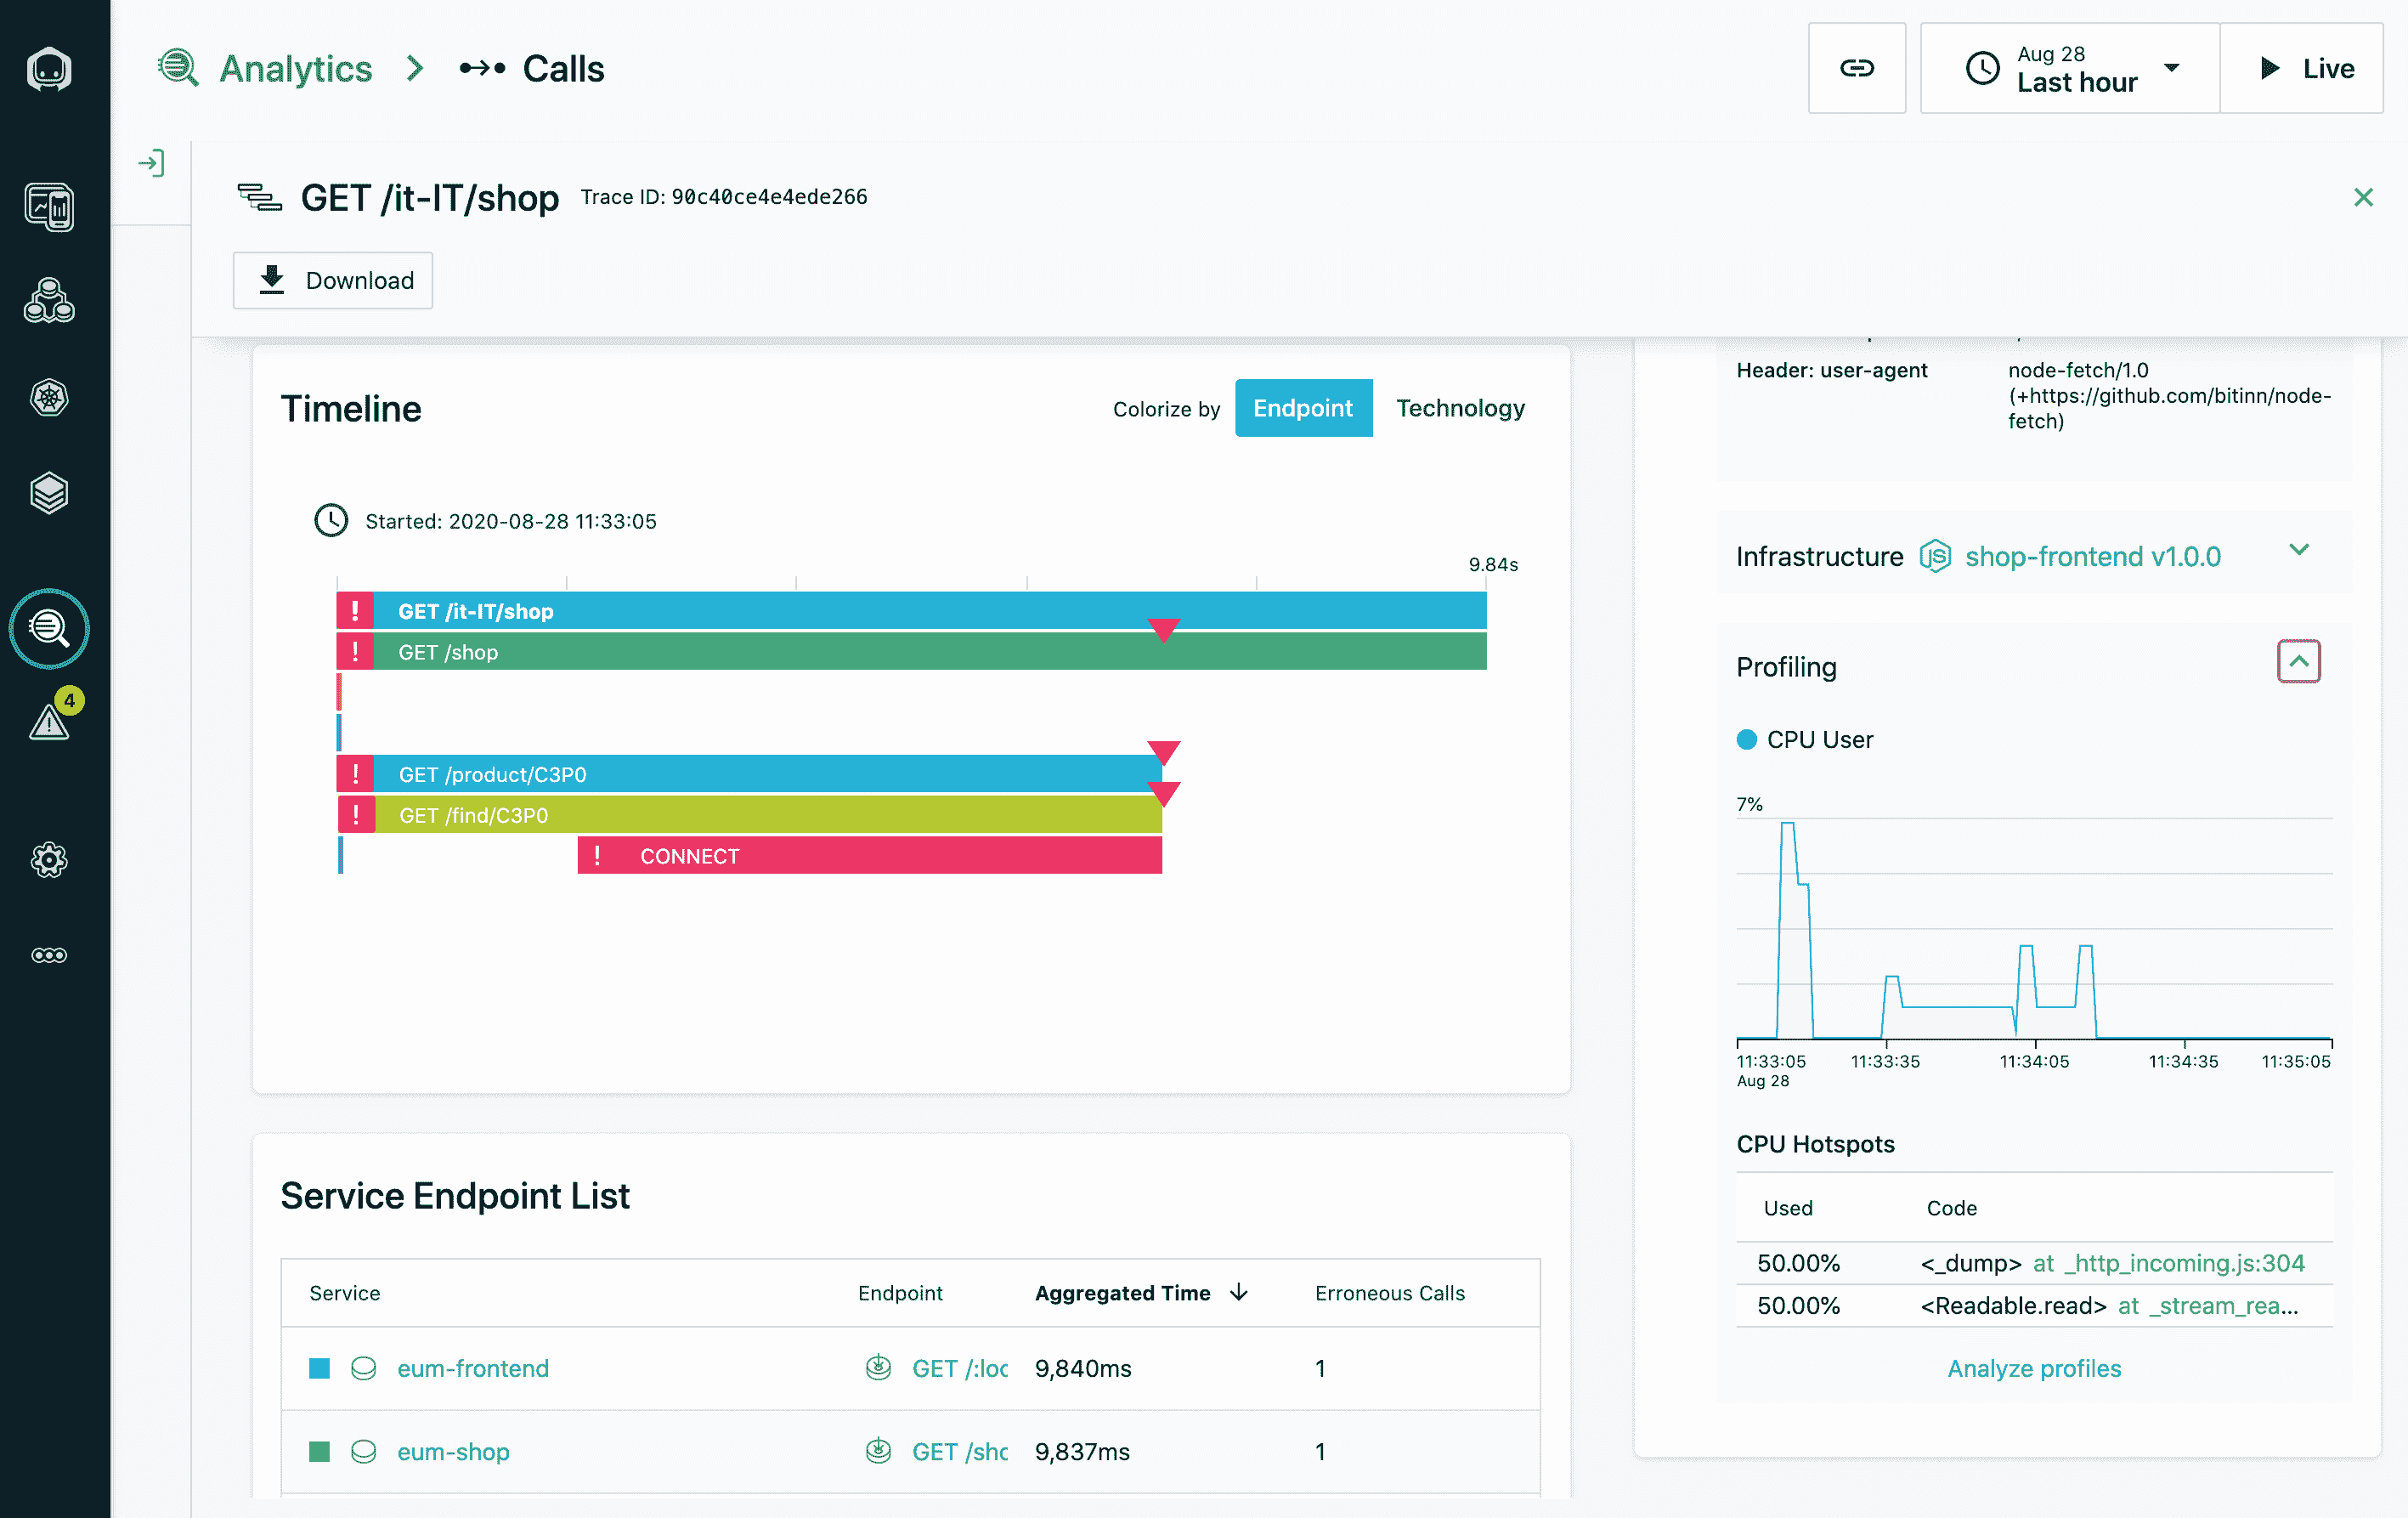 Analytics
Calls
Aug 28
Last hour
Live
GET /it-IT/shop
Trace ID: 90c40ce4e4ede266
Download
Timeline
Colorize by
Endpoint
Technology
Started: 2020-08-28 11:33:05
9.84s
! GET /it-IT/shop
! GET /shop
! GET /product/C3P0
! GET /find/C3P0
! CONNECT
4
Service Endpoint List
Service Endpoint Aggregated Time Erroneous Calls
eum-frontend GET /:loc 9,840ms 1
eum-shop GET /sho 9,837ms 1
Header: user-agent
node-fetch/1.0
(+https://github.com/bitinn/node-
fetch)
Infrastructure JS shop-frontend v1.0.0
Profiling
CPU User
7%
11:33:05 11:33:35 11:34:05 11:34:35 11:35:05
Aug 28
CPU Hotspots
Used Code
50.00% <_dump> at _http_incoming.js:304
50.00% <Readable.read> at _stream_rea...
Analyze profiles